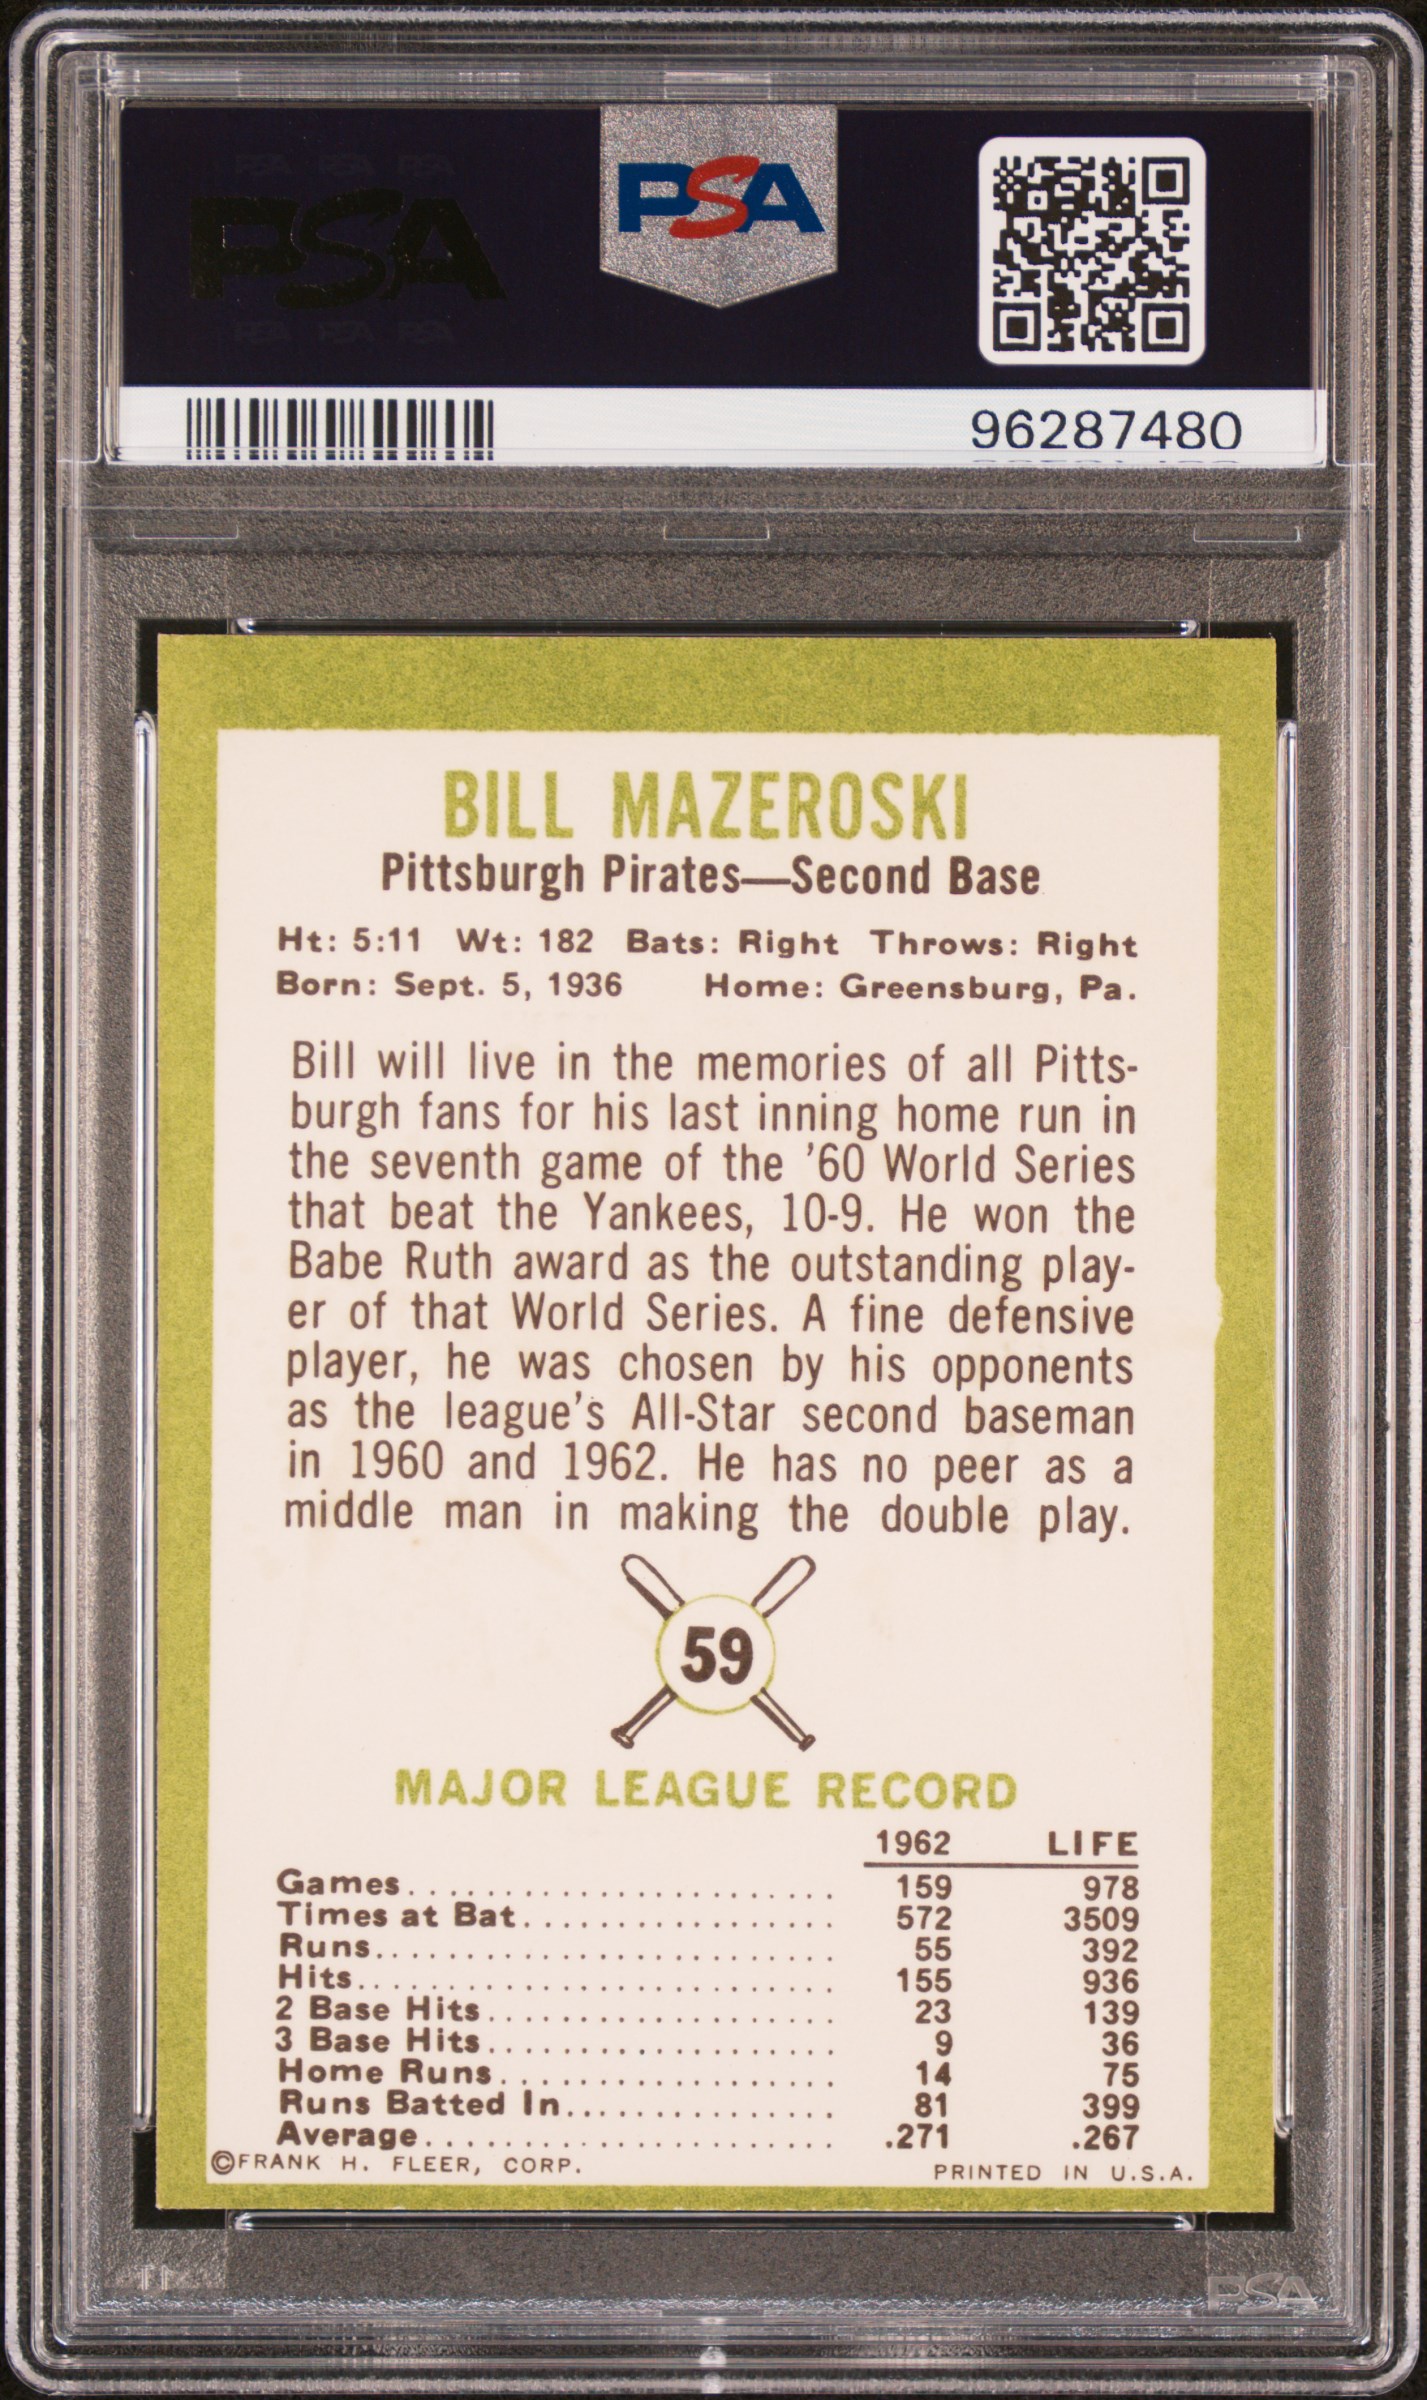 PSA PSA PSA
PSA
PSA PSA PSA
PSA
96287480
BILL MAZEROSKI
Pittsburgh Pirates—Second Base
Ht: 5:11 Wt: 182 Bats: Right Throws: Right
Born: Sept. 5, 1936 Home: Greensburg, Pa.
Bill will live in the memories of all Pitts-
burgh fans for his last inning home run in
the seventh game of the '60 World Series
that beat the Yankees, 10-9. He won the
Babe Ruth award as the outstanding play-
er of that World Series. A fine defensive
player, he was chosen by his opponents
as the league's All-Star second baseman
in 1960 and 1962. He has no peer as a
middle man in making the double play.
59
MAJOR LEAGUE RECORD
1962 LIFE
Games......................... 159 978
Times at Bat.................. 572 3509
Runs.......................... 55 392
Hits.......................... 155 936
2 Base Hits................... 23 139
3 Base Hits................... 9 36
Home Runs.................... 14 75
Runs Batted In............... .81 399
Average....................... .271 .267
©FRANK H. FLEER, CORP. PRINTED IN U.S.A.
PSA